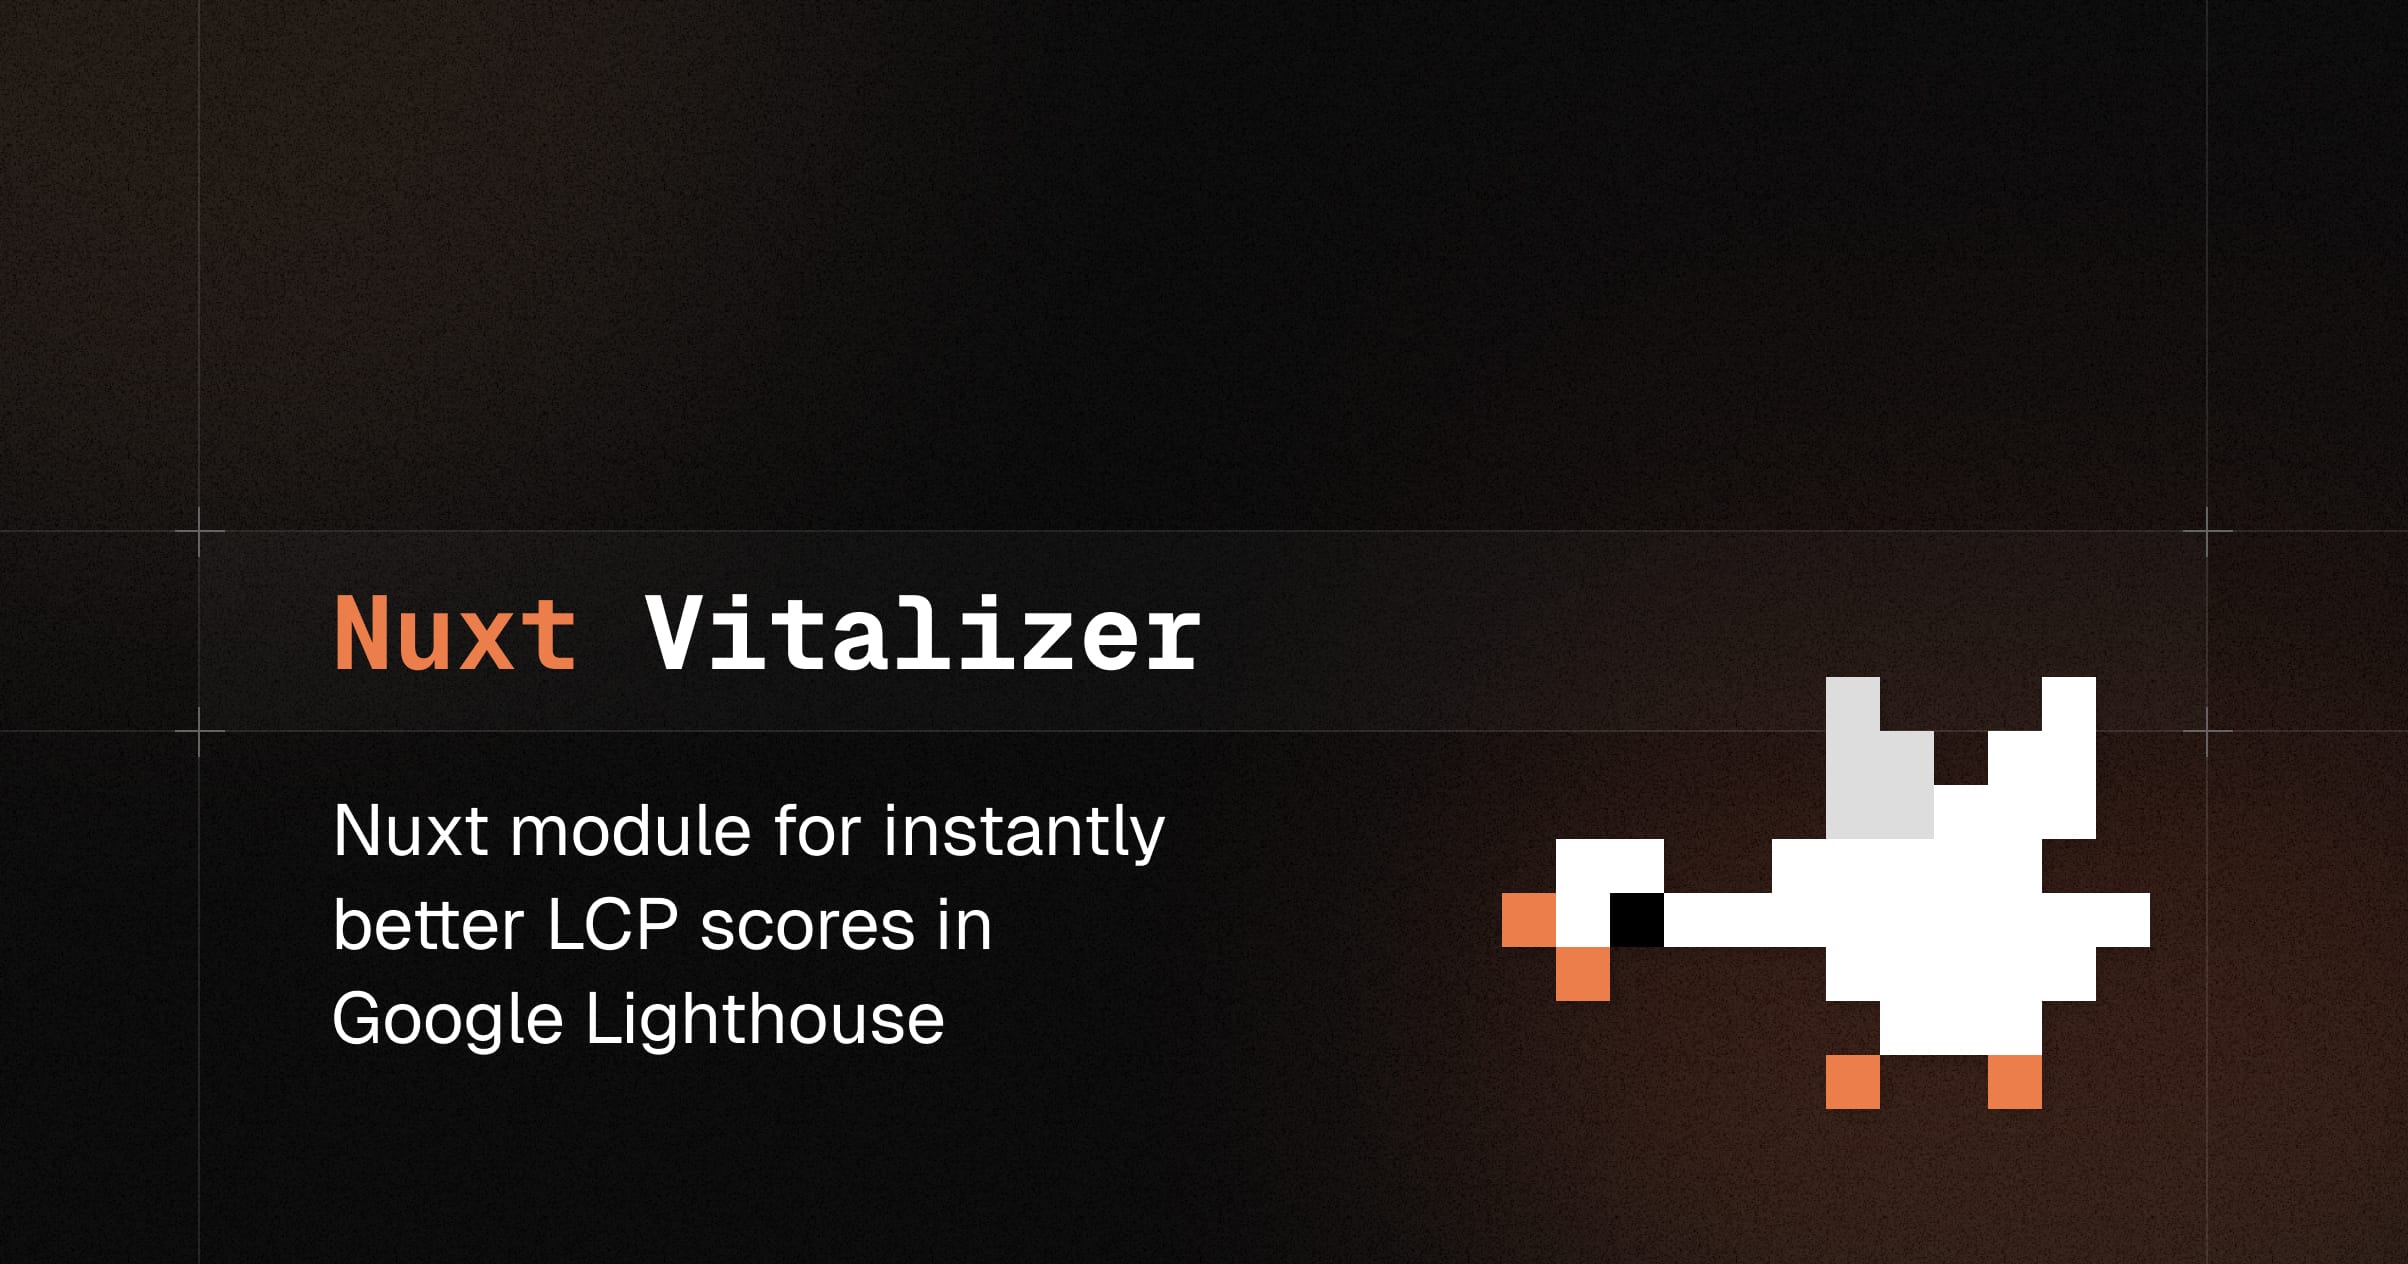 Nuxt Vitalizer
Nuxt module for instantly
better LCP scores in
Google Lighthouse